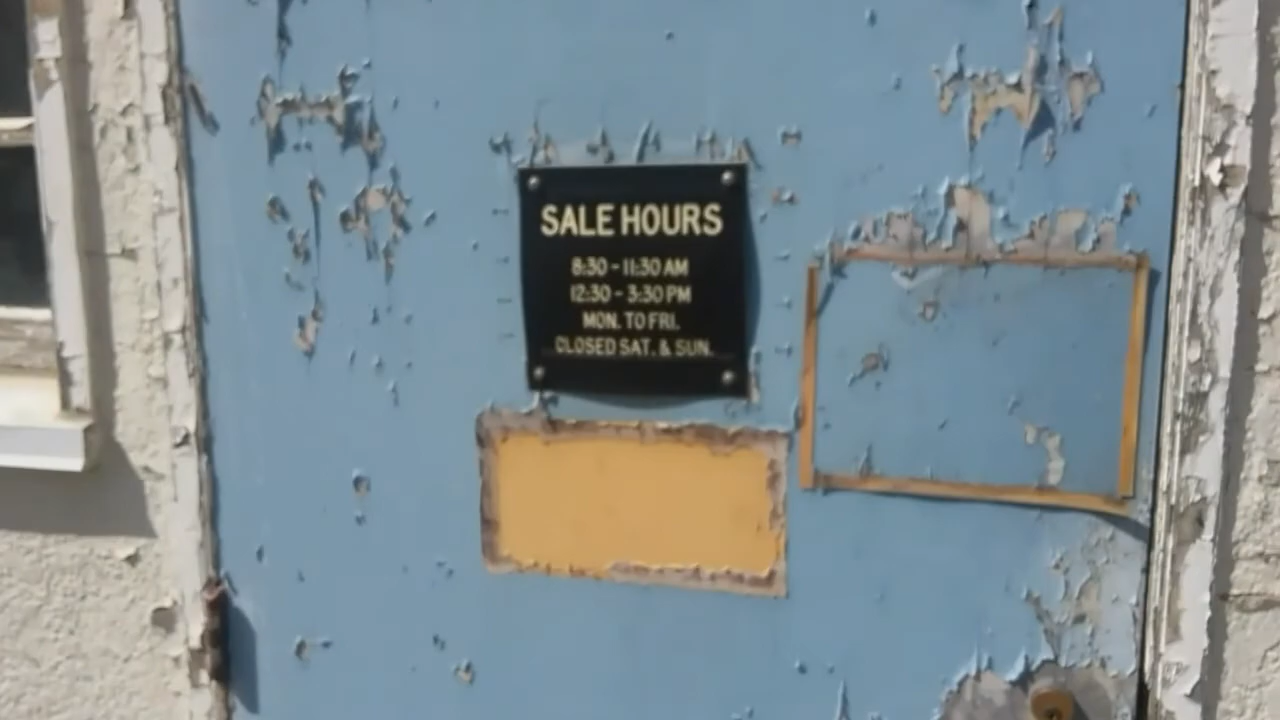 SALE HOURS
8:30 - 11:30 AM
12:30 - 3:30 PM
MON. TO FRI.
CLOSED SAT. & SUN.